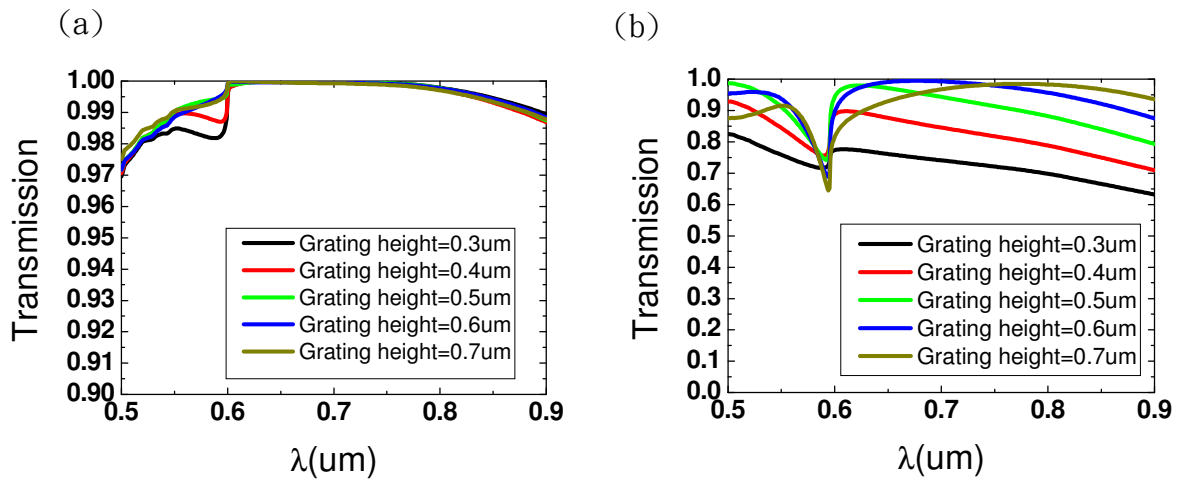 (a)
Transmission
1.00
0.99
0.98
0.97
0.96
0.95
0.94
0.93
0.92
0.91
0.90
Grating height=0.3um
Grating height=0.4um
Grating height=0.5um
Grating height=0.6um
Grating height=0.7um
0.5 0.6 0.7 0.8 0.9
λ(um)
(b)
Transmission
1.0
0.9
0.8
0.7
0.6
0.5
0.4
0.3
0.2
0.1
0.0
Grating height=0.3um
Grating height=0.4um
Grating height=0.5um
Grating height=0.6um
Grating height=0.7um
0.5 0.6 0.7 0.8 0.9
λ(um)